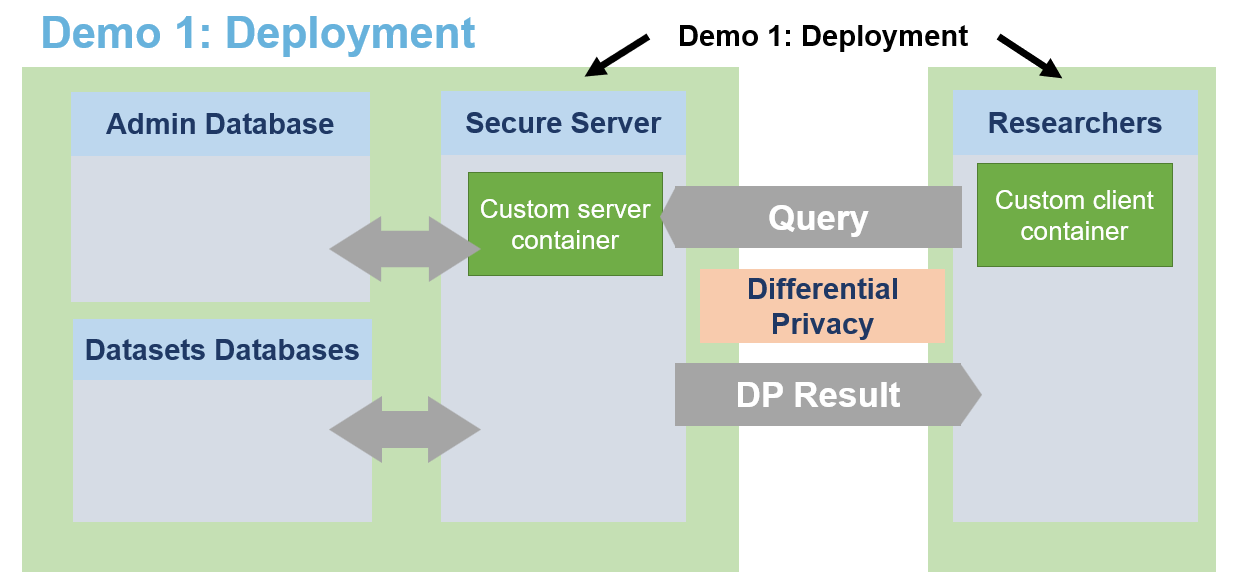 Demo 1: Deployment
Demo 1: Deployment
Admin Database
Secure Server
Researchers
Custom server
container
Query
Custom client
container
Differential
Privacy
Datasets Databases
DP Result